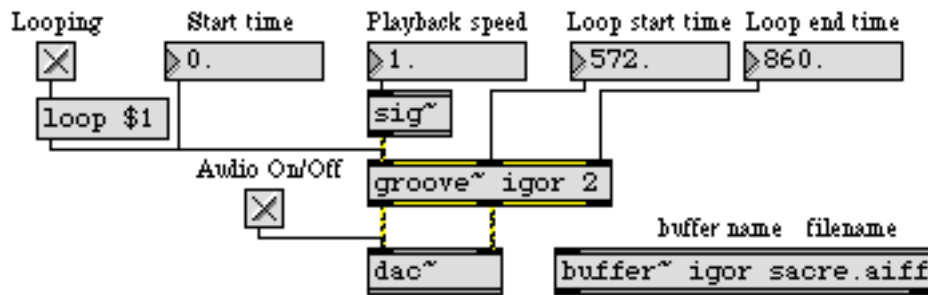 Looping Start time Playback speed Loop start time Loop end time
0. 1. 572. 860.
loop $1 sig~
Audio On/Off groove~ igor 2
buffer name filename
dac~ buffer~ igor sacre.aiff